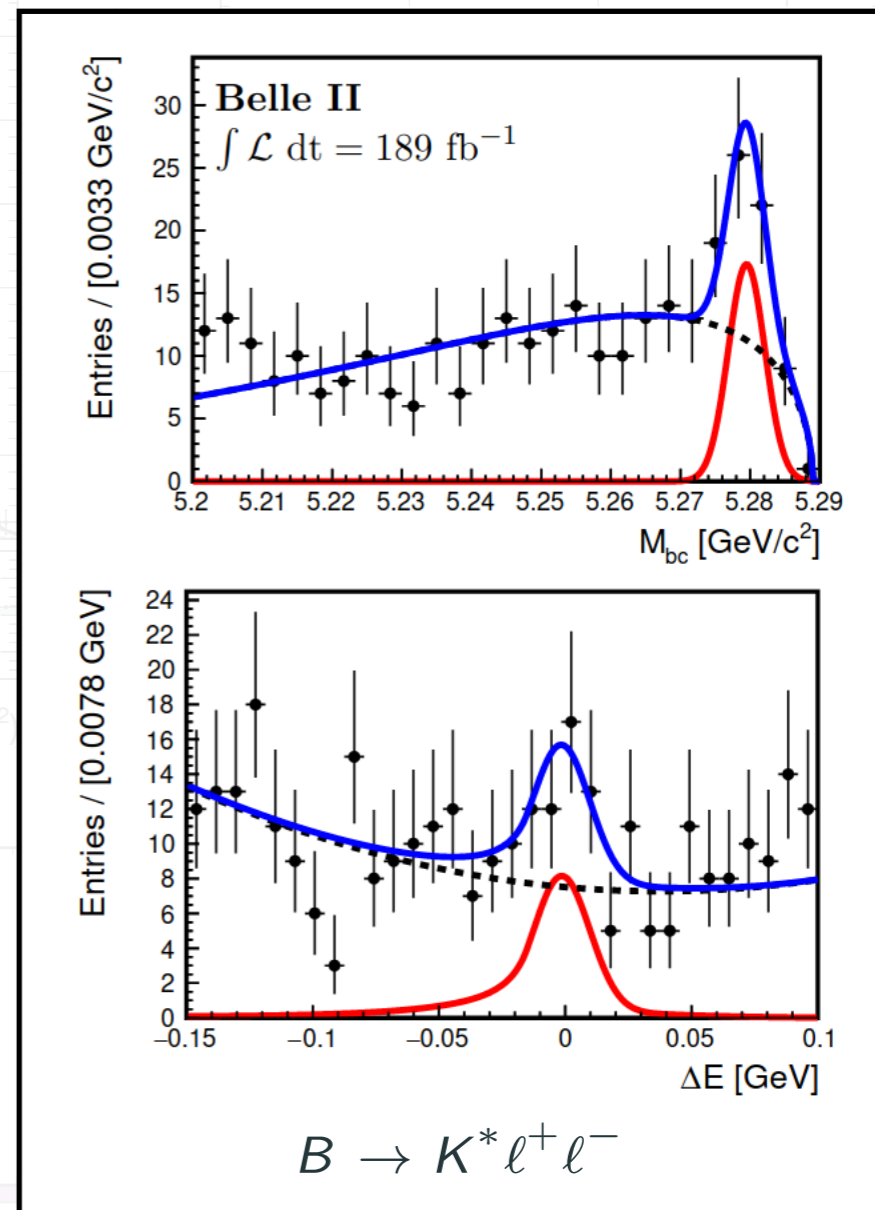 Entries / [0.0033 GeV/c²]
Belle II
∫ ℒ dt = 189 fb⁻¹
30
25
20
15
10
5
0
5.2 5.21 5.22 5.23 5.24 5.25 5.26 5.27 5.28 5.29
M_bc [GeV/c²]
Entries / [0.0078 GeV]
24
22
20
18
16
14
12
10
8
6
4
2
0
−0.15 −0.1 −0.05 0 0.05 0.1
ΔE [GeV]
B → K*ℓ⁺ℓ⁻